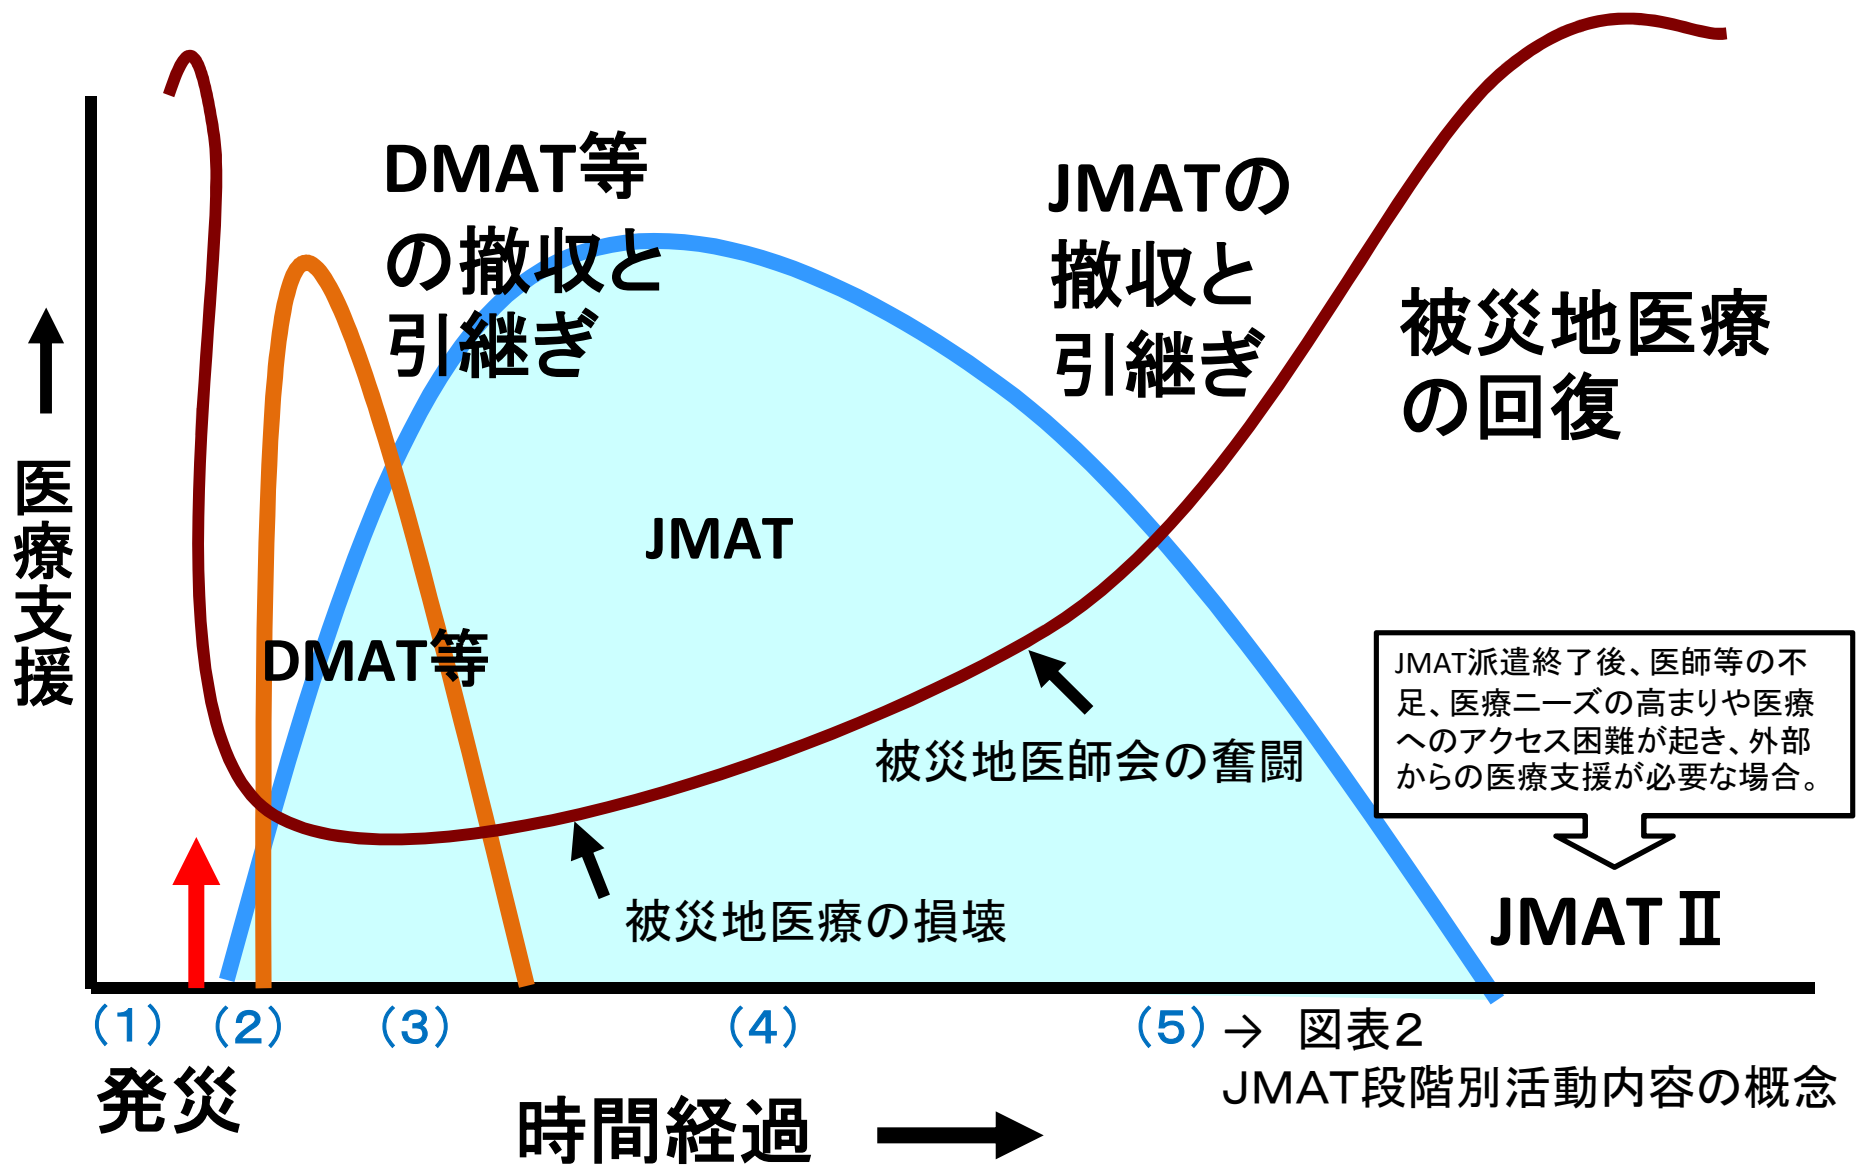 DMAT等
の撤収と
引継ぎ
JMATの
撤収と
引継ぎ
被災地医療
の回復
医療支援
JMAT
DMAT等
JMAT派遣終了後、医師等の不
足、医療ニーズの高まりや医療
へのアクセス困難が起き、外部
からの医療支援が必要な場合。
被災地医師会の奮闘
被災地医療の損壊
JMAT Ⅱ
（1）
（2）
（3）
（4）
（5）→ 図表2
JMAT段階別活動内容の概念
発災
時間経過